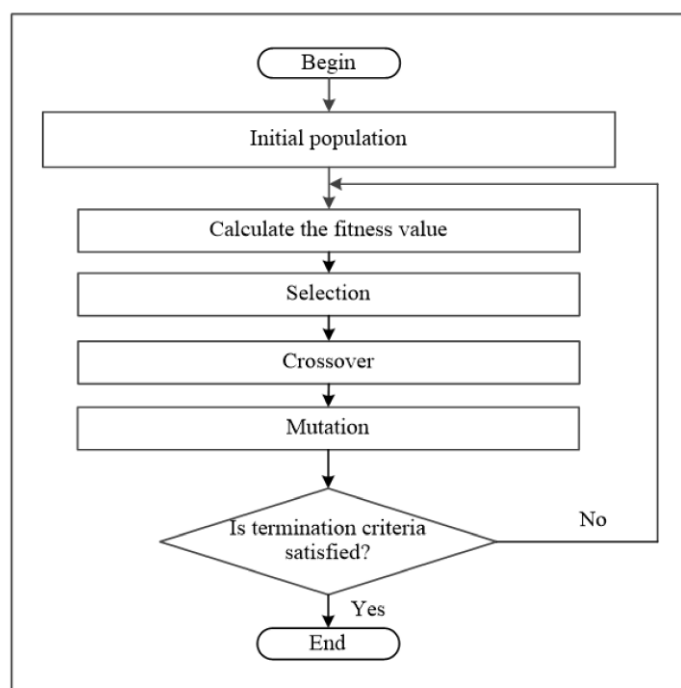 Begin
Initial population
Calculate the fitness value
Selection
Crossover
Mutation
Is termination criteria
satisfied?
No
Yes
End